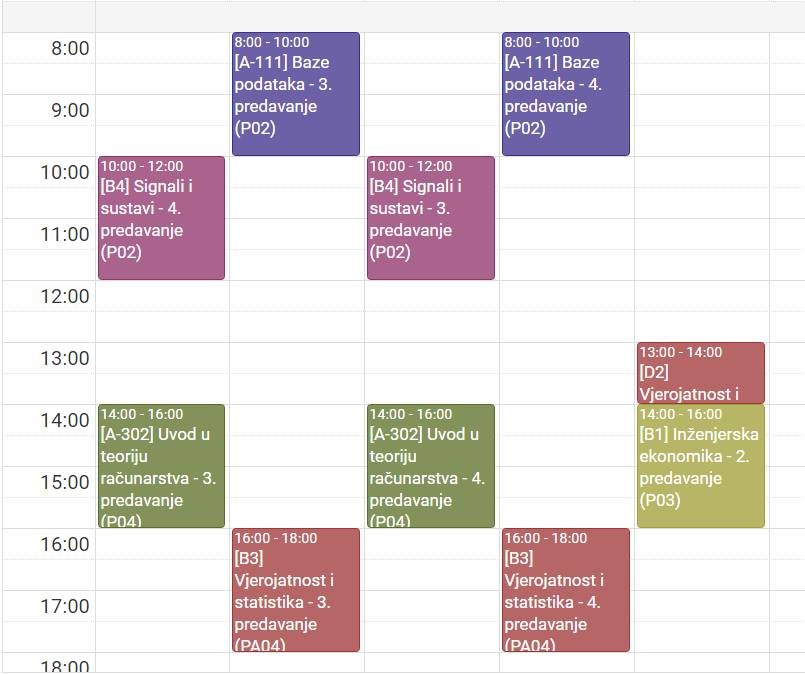 8:00
9:00
10:00
11:00
12:00
13:00
14:00
15:00
16:00
17:00
18:00
10:00 - 12:00
[B4] Signali i
sustavi - 4.
predavanje
(P02)
14:00 - 16:00
[A-302] Uvod u
teoriju
računarstva - 3.
predavanje
(P04)
8:00 - 10:00
[A-111] Baze
podataka - 3.
predavanje
(P02)
16:00 - 18:00
[B3]
Vjerojatnost i
statistika - 3.
predavanje
(PA04)
10:00 - 12:00
[B4] Signali i
sustavi - 3.
predavanje
(P02)
14:00 - 16:00
[A-302] Uvod u
teoriju
računarstva - 4.
predavanje
(P04)
8:00 - 10:00
[A-111] Baze
podataka - 4.
predavanje
(P02)
16:00 - 18:00
[B3]
Vjerojatnost i
statistika - 4.
predavanje
(PA04)
13:00 - 14:00
[D2]
Vjerojatnost i
14:00 - 16:00
[B1] Inženjerska
ekonomika - 2.
predavanje
(P03)